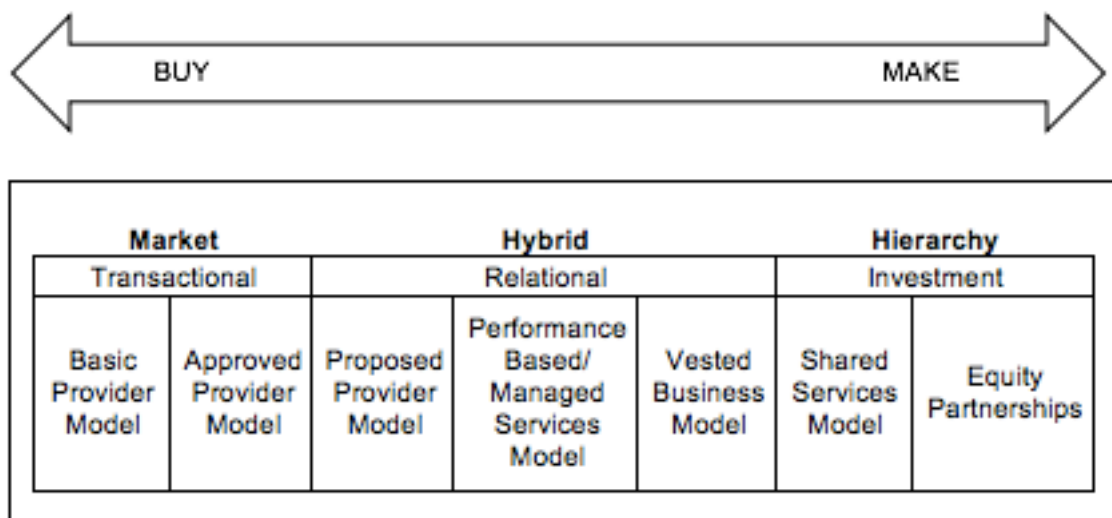 BUY MAKE
Market Hybrid Hierarchy
Transactional Relational Investment
Basic
Provider
Model
Approved
Provider
Model
Proposed
Provider
Model
Performance
Based/
Managed
Services
Model
Vested
Business
Model
Shared
Services
Model
Equity
Partnerships